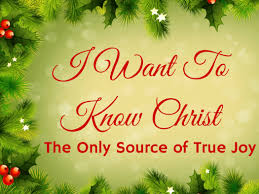 I Want To
Know Christ
The Only Source of True Joy